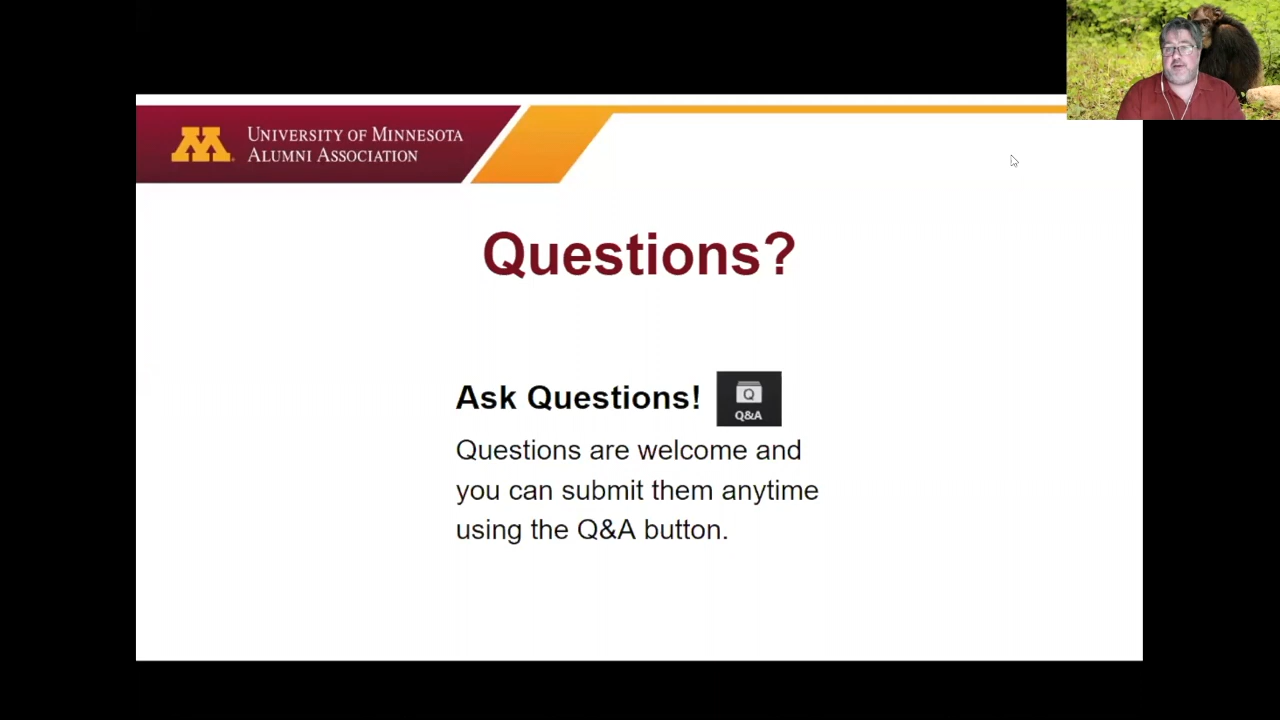 UNIVERSITY OF MINNESOTA
ALUMNI ASSOCIATION
Questions?
Ask Questions!
Q
Q&A
Questions are welcome and
you can submit them anytime
using the Q&A button.